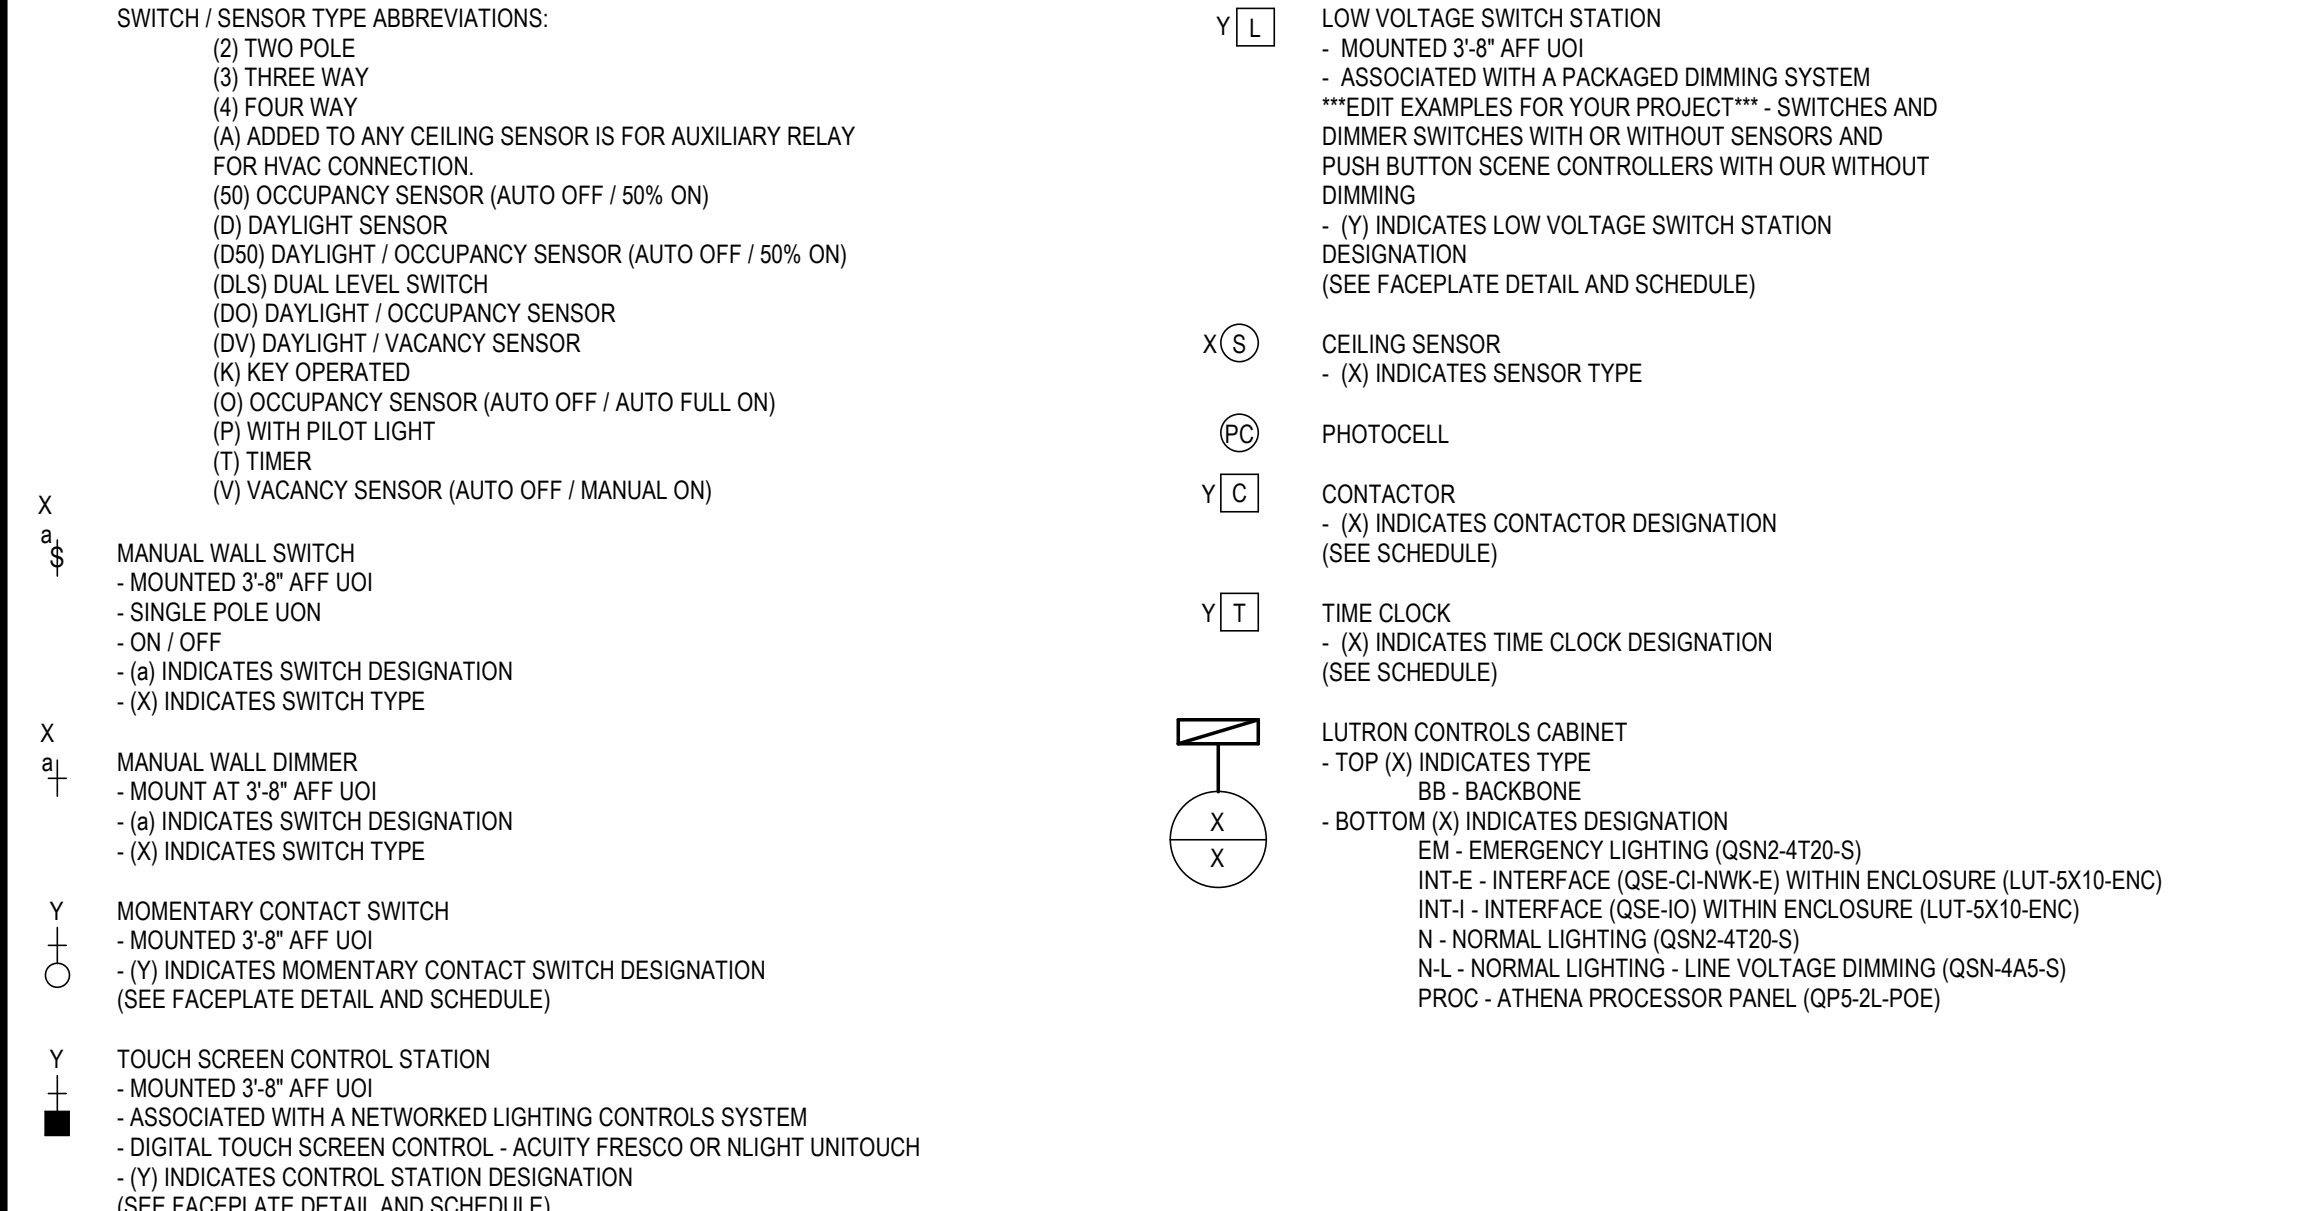 SWITCH / SENSOR TYPE ABBREVIATIONS:
(2) TWO POLE
(3) THREE WAY
(4) FOUR WAY
(A) ADDED TO ANY CEILING SENSOR IS FOR AUXILIARY RELAY
FOR HVAC CONNECTION.
(50) OCCUPANCY SENSOR (AUTO OFF / 50% ON)
(D) DAYLIGHT SENSOR
(D50) DAYLIGHT / OCCUPANCY SENSOR (AUTO OFF / 50% ON)
(DLS) DUAL LEVEL SWITCH
(DO) DAYLIGHT / OCCUPANCY SENSOR
(DV) DAYLIGHT / VACANCY SENSOR
(K) KEY OPERATED
(O) OCCUPANCY SENSOR (AUTO OFF / AUTO FULL ON)
(P) WITH PILOT LIGHT
(T) TIMER
(V) VACANCY SENSOR (AUTO OFF / MANUAL ON)
X
a
$ MANUAL WALL SWITCH
- MOUNTED 3'-8" AFF UOI
- SINGLE POLE UON
- ON / OFF
- (a) INDICATES SWITCH DESIGNATION
- (X) INDICATES SWITCH TYPE
X
a MANUAL WALL DIMMER
- MOUNT AT 3'-8" AFF UOI
- (a) INDICATES SWITCH DESIGNATION
- (X) INDICATES SWITCH TYPE
Y MOMENTARY CONTACT SWITCH
- MOUNTED 3'-8" AFF UOI
- (Y) INDICATES MOMENTARY CONTACT SWITCH DESIGNATION
(SEE FACEPLATE DETAIL AND SCHEDULE)
Y TOUCH SCREEN CONTROL STATION
- MOUNTED 3'-8" AFF UOI
- ASSOCIATED WITH A NETWORKED LIGHTING CONTROLS SYSTEM
- DIGITAL TOUCH SCREEN CONTROL - ACUITY FRESCO OR NLIGHT UNITOUCH
- (Y) INDICATES CONTROL STATION DESIGNATION
(SEE FACEPLATE DETAIL AND SCHEDULE)
Y L LOW VOLTAGE SWITCH STATION
- MOUNTED 3'-8" AFF UOI
- ASSOCIATED WITH A PACKAGED DIMMING SYSTEM
***EDIT EXAMPLES FOR YOUR PROJECT*** - SWITCHES AND
DIMMER SWITCHES WITH OR WITHOUT SENSORS AND
PUSH BUTTON SCENE CONTROLLERS WITH OUR WITHOUT
DIMMING
- (Y) INDICATES LOW VOLTAGE SWITCH STATION
DESIGNATION
(SEE FACEPLATE DETAIL AND SCHEDULE)
X S CEILING SENSOR
- (X) INDICATES SENSOR TYPE
PC PHOTOCELL
Y C CONTACTOR
- (X) INDICATES CONTACTOR DESIGNATION
(SEE SCHEDULE)
Y T TIME CLOCK
- (X) INDICATES TIME CLOCK DESIGNATION
(SEE SCHEDULE)
LUTRON CONTROLS CABINET
- TOP (X) INDICATES TYPE
BB - BACKBONE
X - BOTTOM (X) INDICATES DESIGNATION
X EM - EMERGENCY LIGHTING (QSN2-4T20-S)
INT-E - INTERFACE (QSE-CI-NWK-E) WITHIN ENCLOSURE (LUT-5X10-ENC)
INT-I - INTERFACE (QSE-IO) WITHIN ENCLOSURE (LUT-5X10-ENC)
N - NORMAL LIGHTING (QSN2-4T20-S)
N-L - NORMAL LIGHTING - LINE VOLTAGE DIMMING (QSN-4A5-S)
PROC - ATHENA PROCESSOR PANEL (QP5-2L-POE)